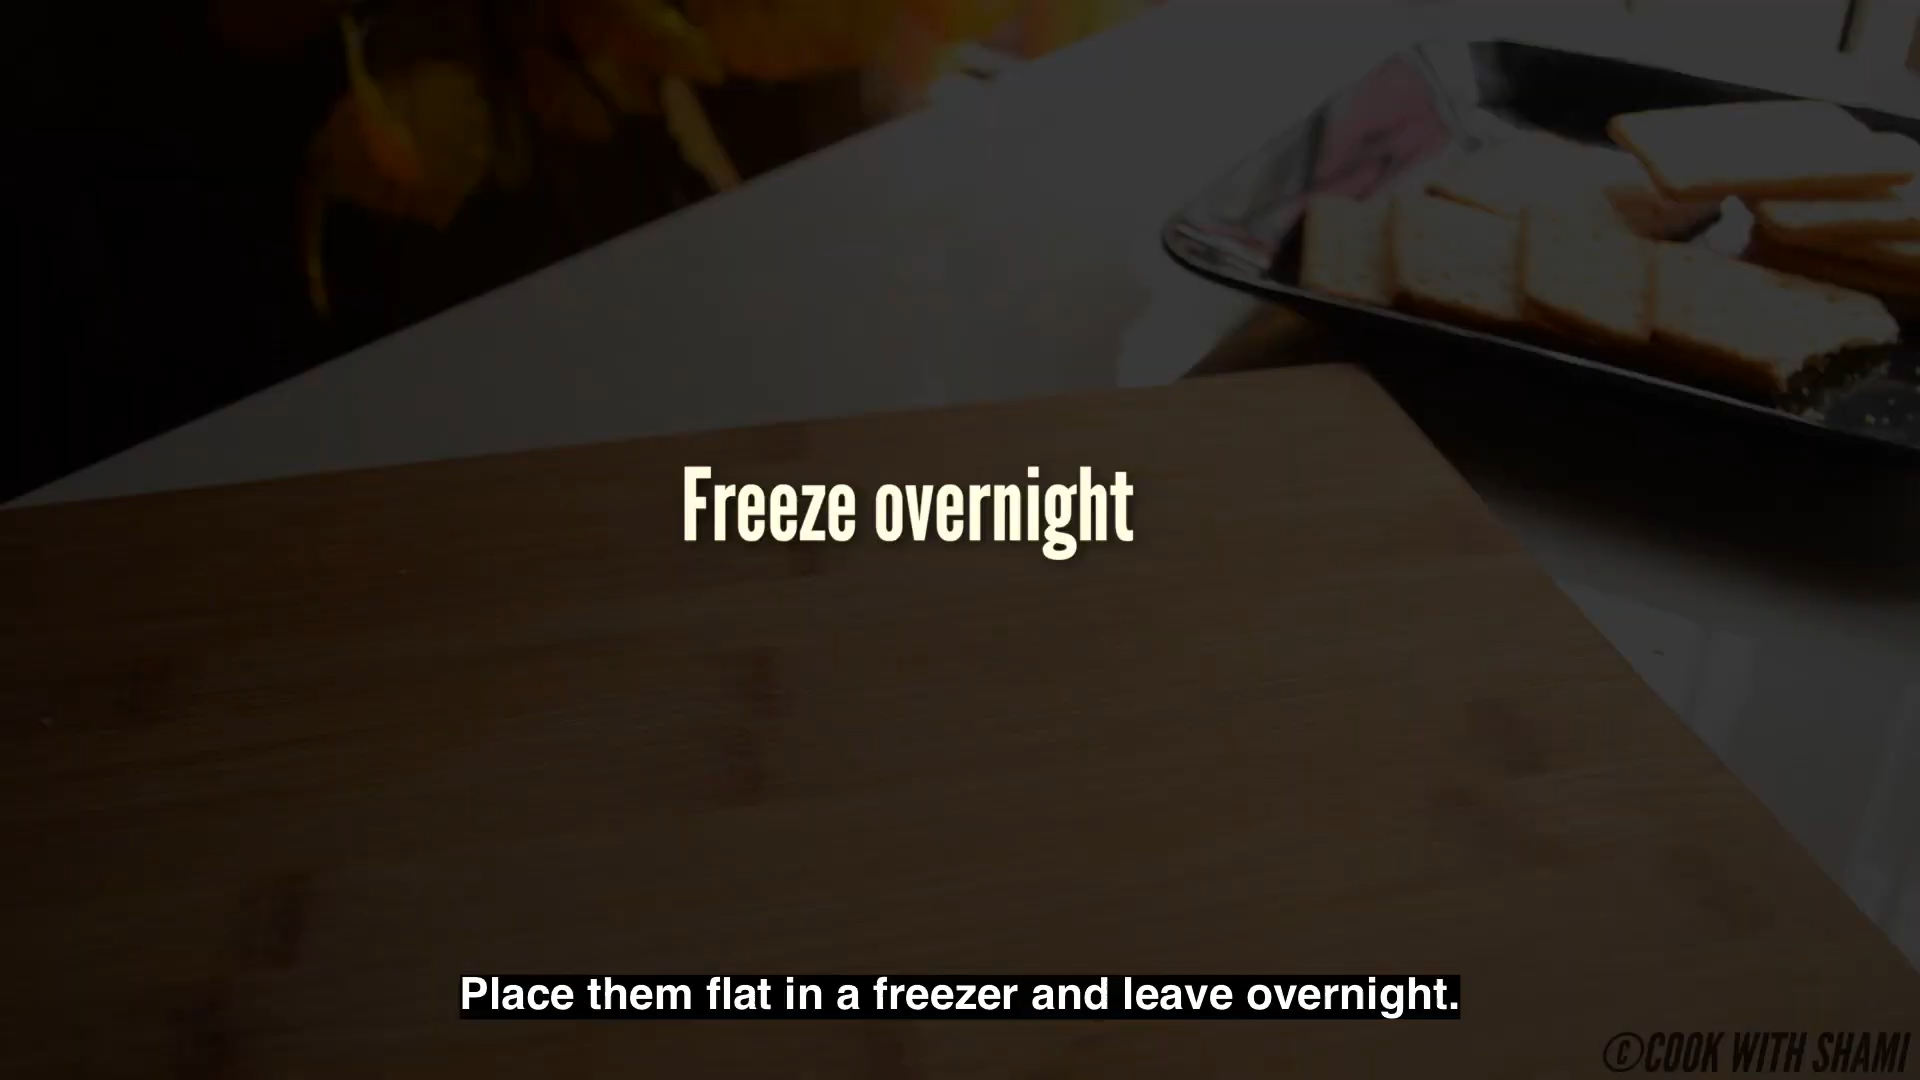 Freeze overnight
Place them flat in a freezer and leave overnight.
©COOK WITH SHAMI